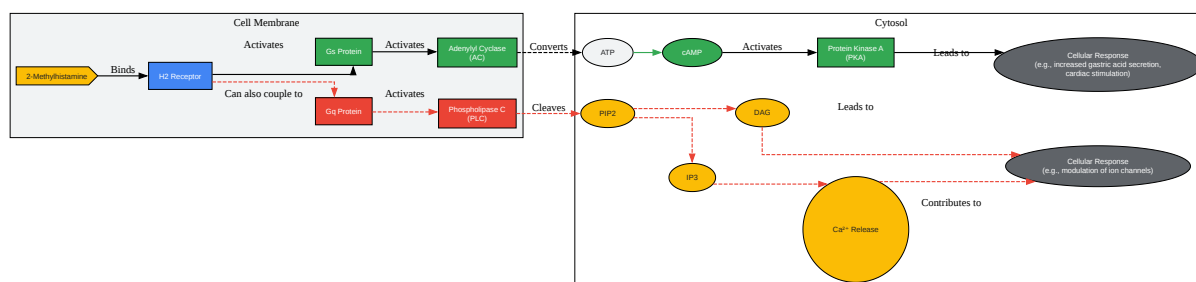 Cell Membrane
Cytosol
Activates
Gs Protein
Activates
Adenylyl Cyclase
(AC)
Converts
ATP
cAMP
Activates
Protein Kinase A
(PKA)
Leads to
Cellular Response
(e.g., increased gastric acid secretion,
cardiac stimulation)
2-Methylhistamine
Binds
H2 Receptor
Can also couple to
Gq Protein
Activates
Phospholipase C
(PLC)
Cleaves
PIP2
DAG
Leads to
IP3
Cellular Response
(e.g., modulation of ion channels)
Contributes to
Ca²⁺ Release